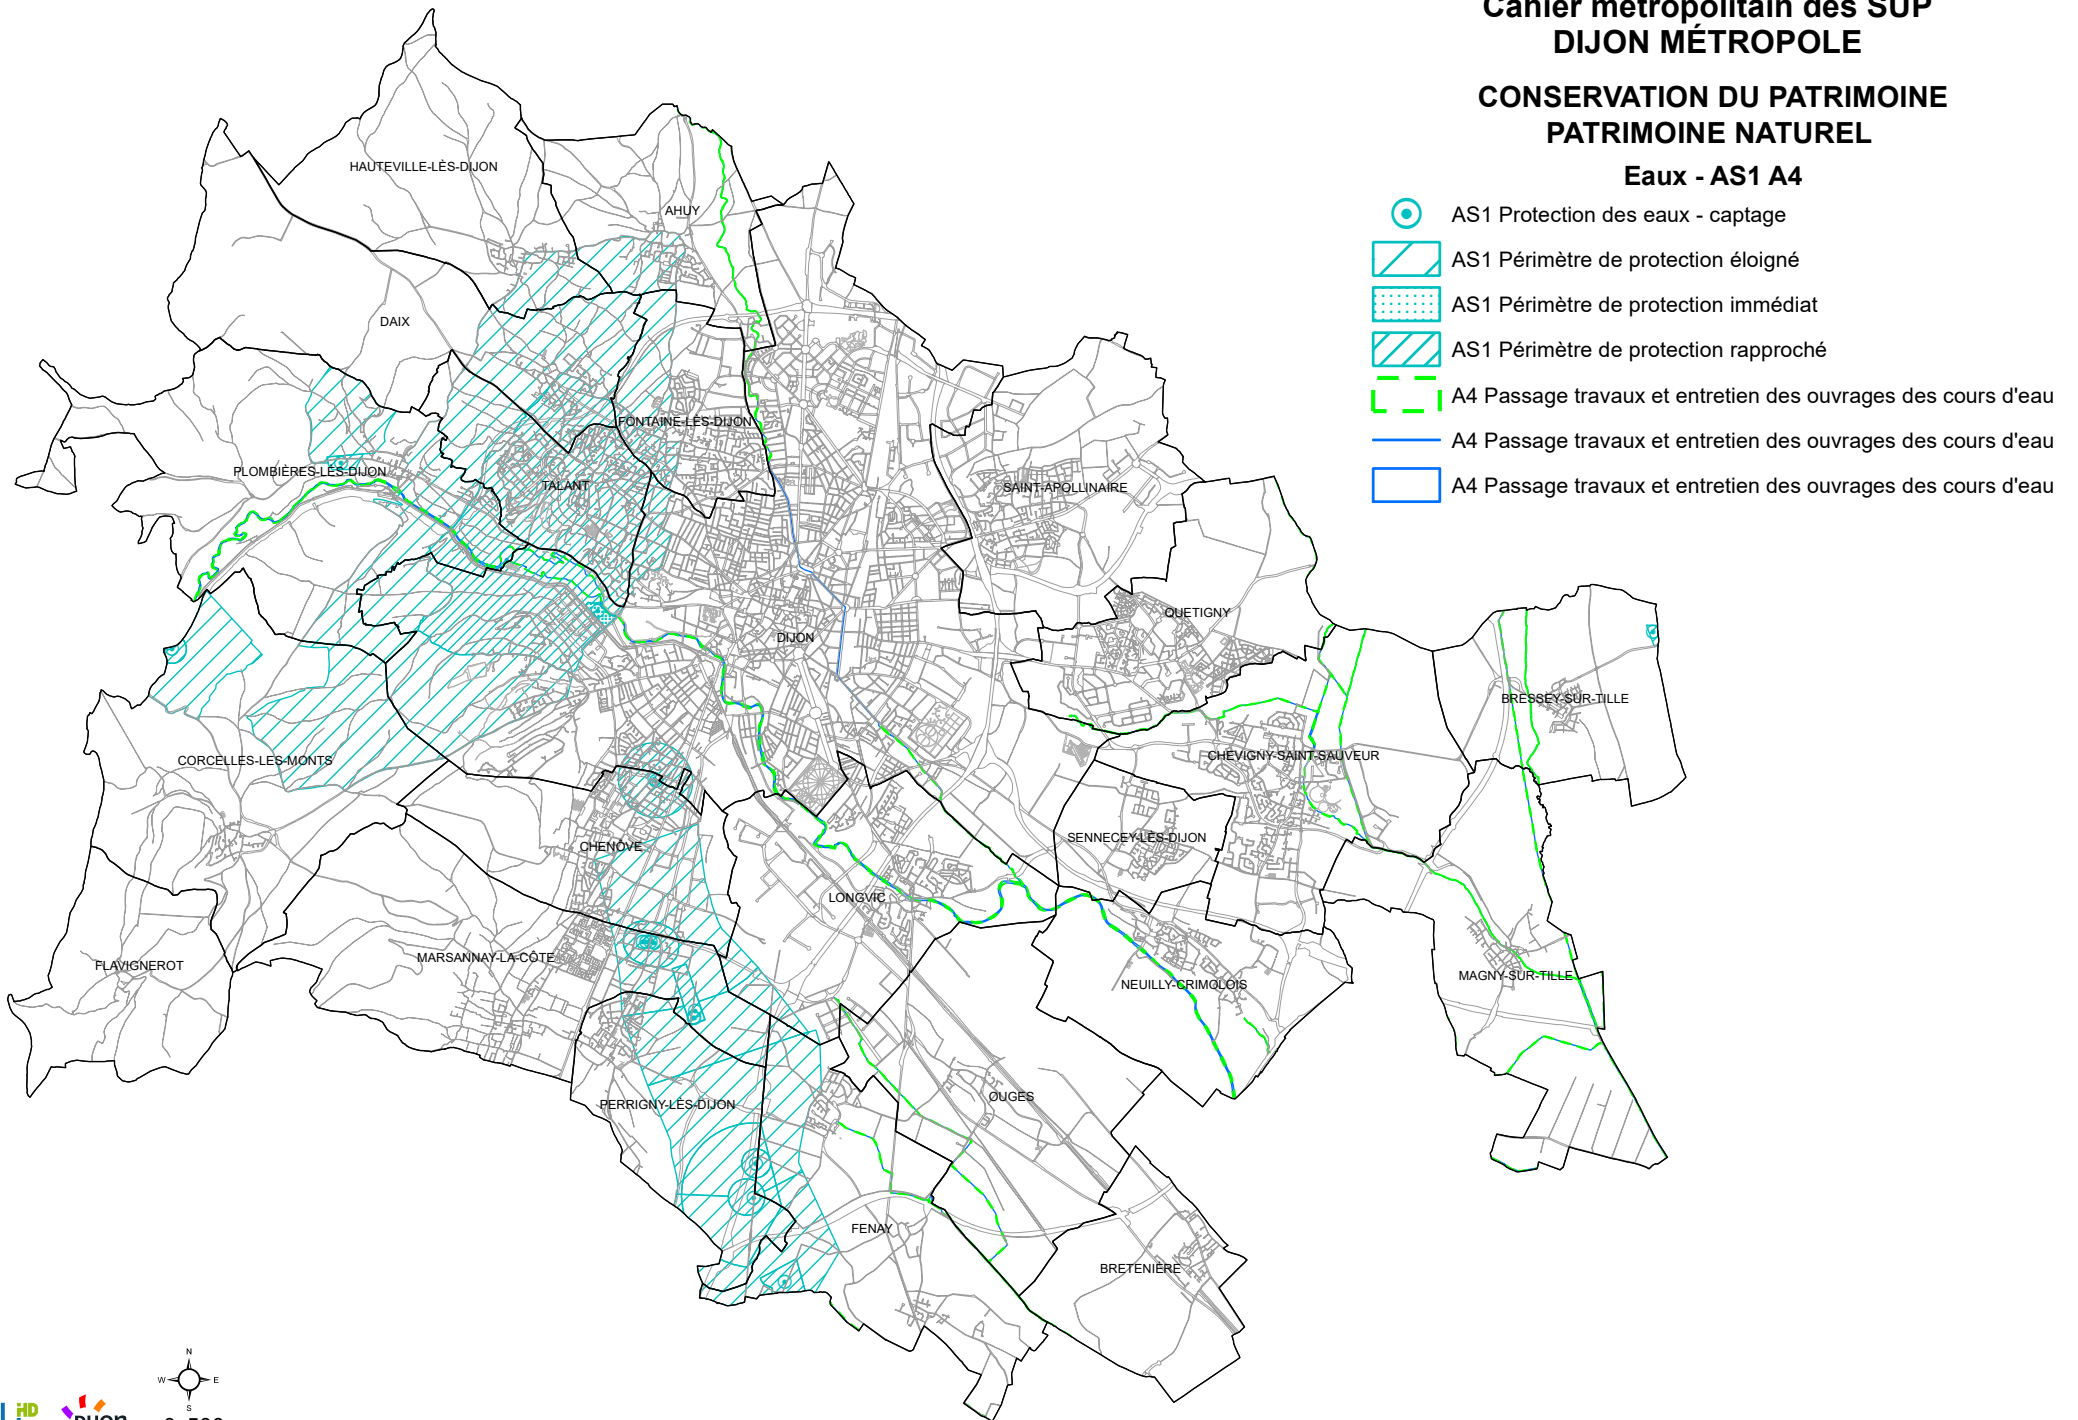 Cahier métropolitain des SUP
DIJON MÉTROPOLE
CONSERVATION DU PATRIMOINE
PATRIMOINE NATUREL
Eaux - AS1 A4
AS1 Protection des eaux - captage
AS1 Périmètre de protection éloigné
AS1 Périmètre de protection immédiat
AS1 Périmètre de protection rapproché
A4 Passage travaux et entretien des ouvrages des cours d'eau
A4 Passage travaux et entretien des ouvrages des cours d'eau
A4 Passage travaux et entretien des ouvrages des cours d'eau
HAUTEVILLE-LÈS-DIJON
AHUY
DAIX
FONTAINE-LÈS-DIJON
PLOMBIÈRES-LÈS-DIJON
TALANT
SAINT-APOLLINAIRE
QUETIGNY
DIJON
BRESSEY-SUR-TILLE
CHEVIGNY-SAINT-SAUVEUR
CORCELLES-LES-MONTS
SENNECEY-LÈS-DIJON
CHENÔVE
LONGVIC
MARSANNAY-LA-CÔTE
FLAVIGNEROT
MAGNY-SUR-TILLE
NEUILLY-CRIMOLOIS
OUGES
PERRIGNY-LÈS-DIJON
FENAY
BRETENIÈRE
N
W E
S
HD